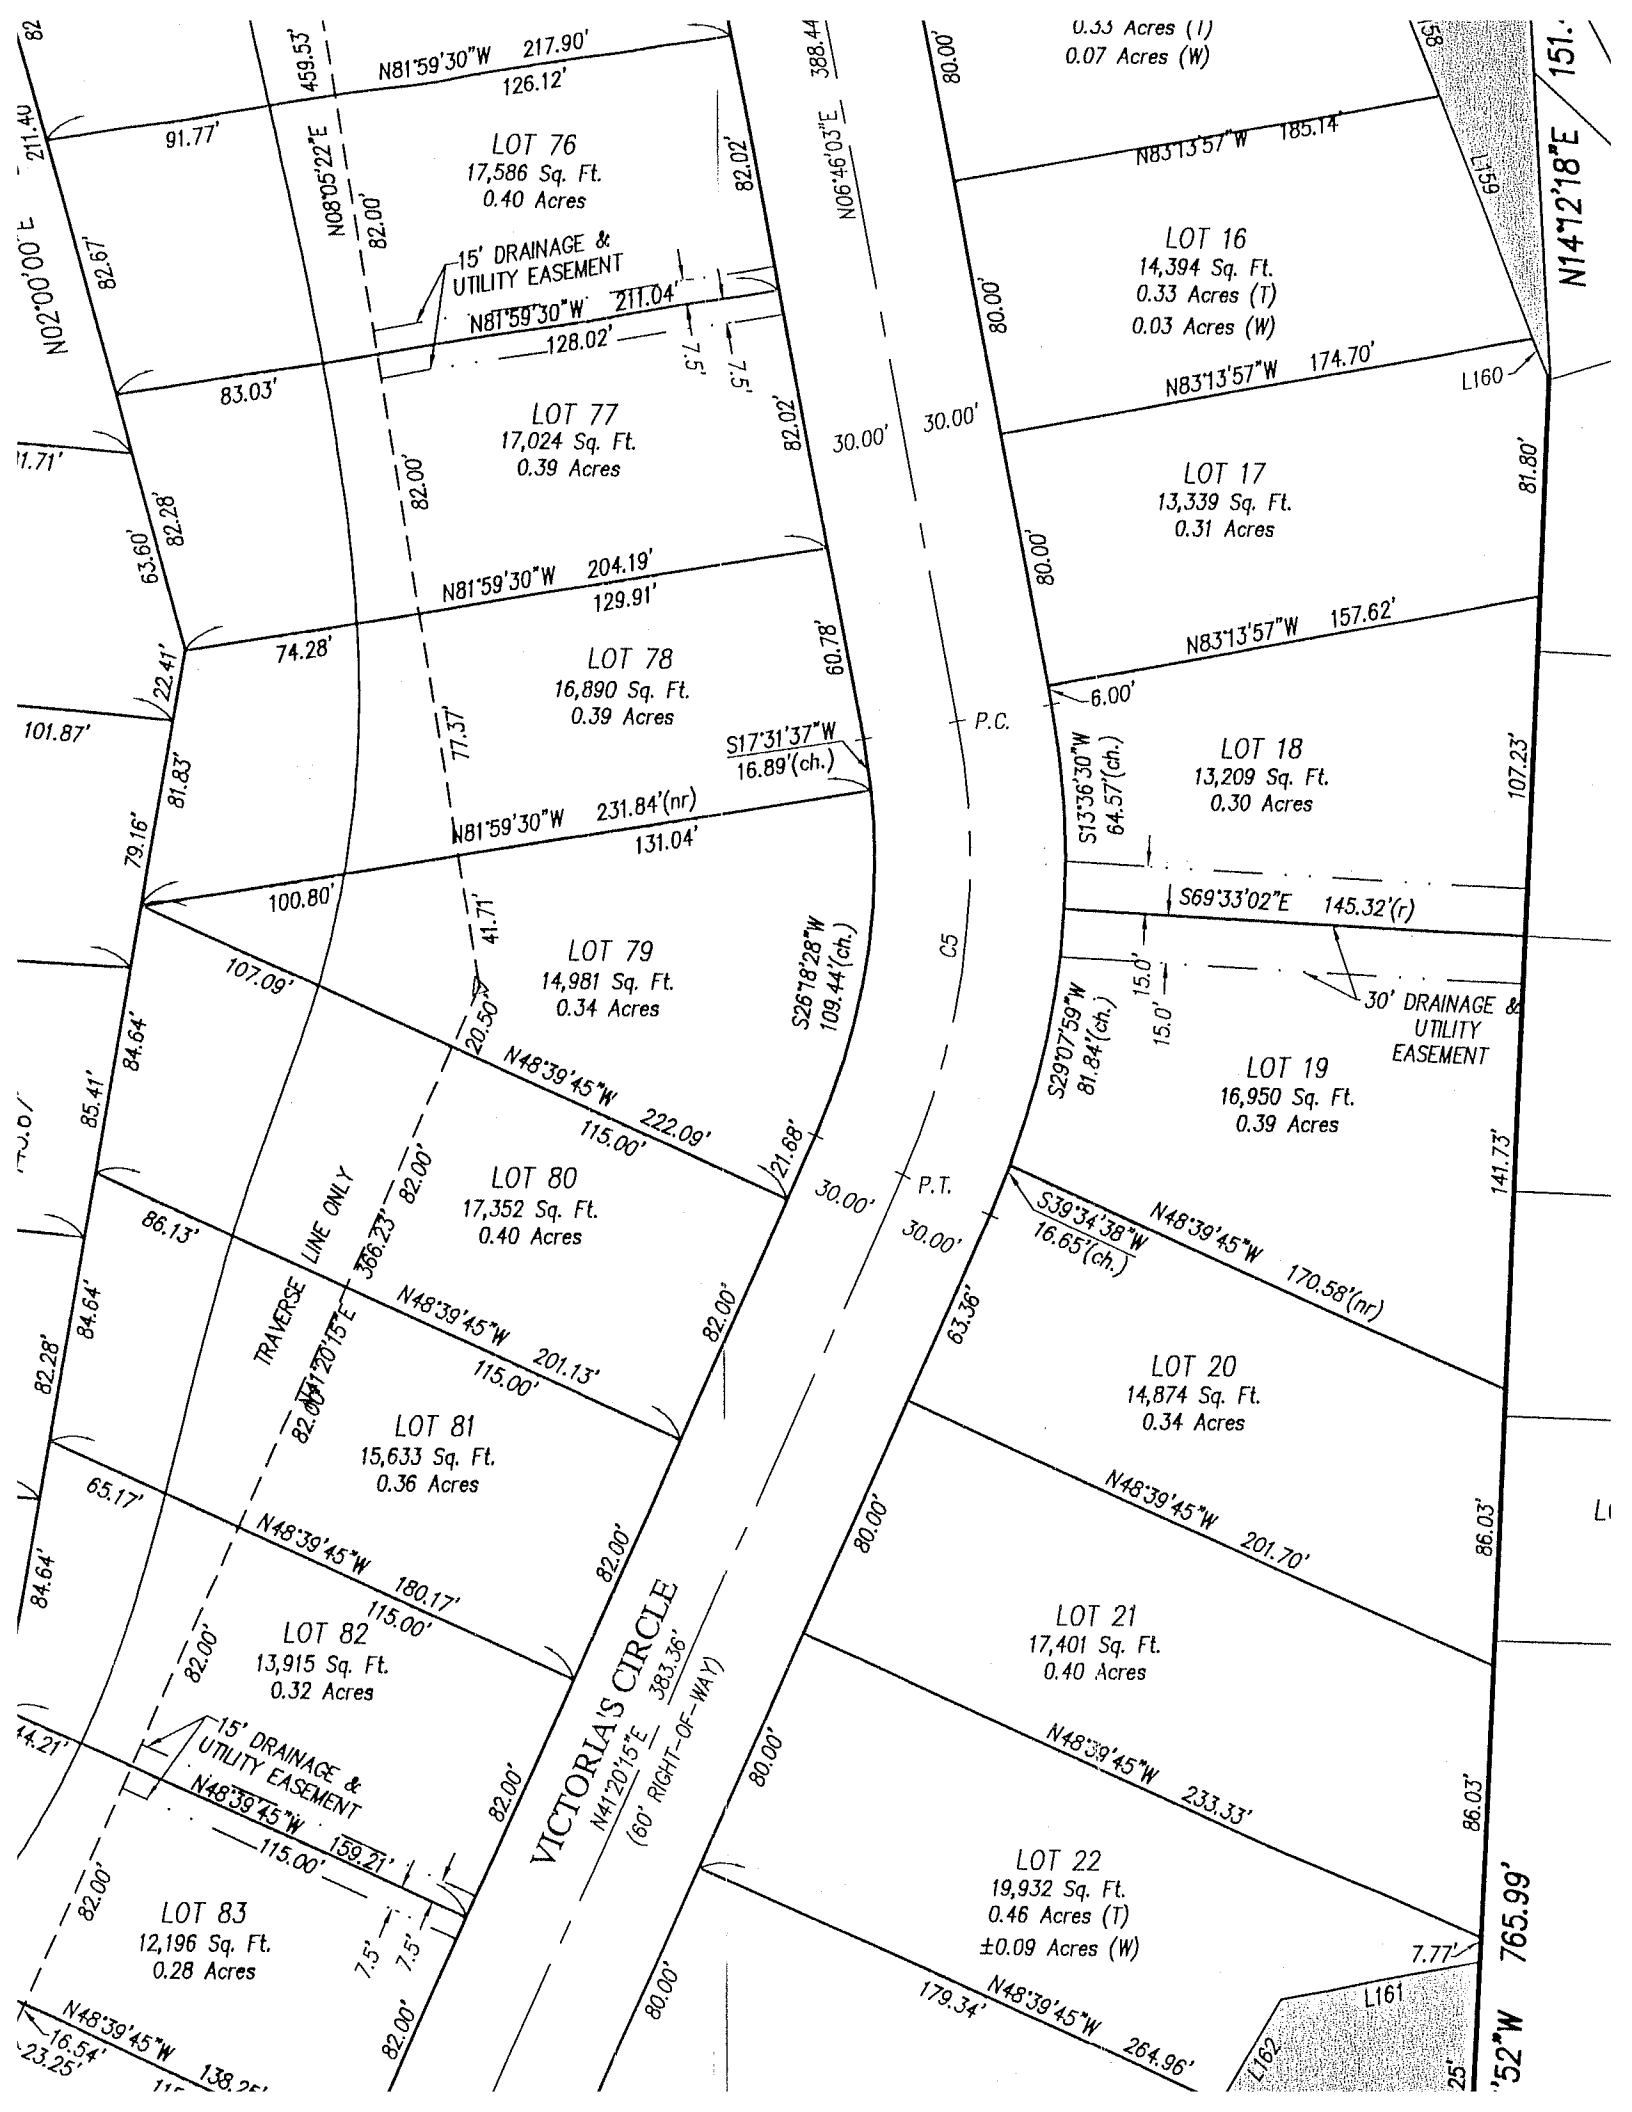 82
211.40
N02°00'00"E
459.53'
N81°59'30"W 217.90'
126.12'
91.77'
N08°05'22"E
82.00'
LOT 76
17,586 Sq. Ft.
0.40 Acres
82.02'
82.67'
15' DRAINAGE &
UTILITY EASEMENT
N81°59'30"W 211.04'
128.02'
83.03'
7.5'
7.5'
388.44
N06°46'03"E
80.00'
0.33 Acres (T)
0.07 Acres (W)
N83°13'57"W 185.14'
L158
L159
N14°12'18"E 151.
LOT 16
14,394 Sq. Ft.
0.33 Acres (T)
0.03 Acres (W)
80.00'
N83°13'57"W 174.70'
L160
LOT 77
17,024 Sq. Ft.
0.39 Acres
82.02'
82.00'
1.71'
82.28'
63.60'
30.00'
30.00'
LOT 17
13,339 Sq. Ft.
0.31 Acres
81.80'
80.00'
N81°59'30"W 204.19'
129.91'
74.28'
22.41'
N83°13'57"W 157.62'
6.00'
LOT 78
16,890 Sq. Ft.
0.39 Acres
60.78'
77.37'
101.87'
81.83'
79.16'
S17°31'37"W
16.89'(ch.)
P.C.
S13°36'30"W
64.57'(ch.)
LOT 18
13,209 Sq. Ft.
0.30 Acres
107.23'
N81°59'30"W 231.84'(nr)
131.04'
100.80'
S69°33'02"E 145.32'(r)
41.71'
LOT 79
14,981 Sq. Ft.
0.34 Acres
S26°18'28"W
109.44'(ch.)
C5
15.0'
15.0'
30' DRAINAGE &
UTILITY
EASEMENT
107.09'
20.50'
84.64'
85.41'
N48°39'45"W 222.09'
115.00'
21.68'
S29°07'59"W
81.84'(ch.)
LOT 19
16,950 Sq. Ft.
0.39 Acres
141.73'
LOT 80
17,352 Sq. Ft.
0.40 Acres
82.00'
366.23'
N41°20'15"E
TRAVERSE LINE ONLY
86.13'
30.00'
P.T.
30.00'
S39°34'38"W
16.65'(ch.)
N48°39'45"W 170.58'(nr)
84.64'
82.28'
N48°39'45"W 201.13'
115.00'
82.00'
63.36'
LOT 20
14,874 Sq. Ft.
0.34 Acres
LOT 81
15,633 Sq. Ft.
0.36 Acres
82.00'
65.17'
N48°39'45"W 180.17'
115.00'
82.00'
80.00'
N48°39'45"W 201.70'
86.03'
84.64'
LOT 82
13,915 Sq. Ft.
0.32 Acres
82.00'
LOT 21
17,401 Sq. Ft.
0.40 Acres
44.21'
15' DRAINAGE &
UTILITY EASEMENT
N48°39'45"W 159.21'
115.00'
82.00'
VICTORIA'S CIRCLE
N41°20'15"E 383.36'
(60' RIGHT-OF-WAY)
80.00'
N48°39'45"W 233.33'
86.03'
LOT 83
12,196 Sq. Ft.
0.28 Acres
82.00'
7.5'
7.5'
LOT 22
19,932 Sq. Ft.
0.46 Acres (T)
±0.09 Acres (W)
7.77'
765.99'
L161
L162
'52"W
25'
N48°39'45"W 138.25'
16.54'
23.25'
82.00'
80.00'
179.34'
N48°39'45"W 264.96'